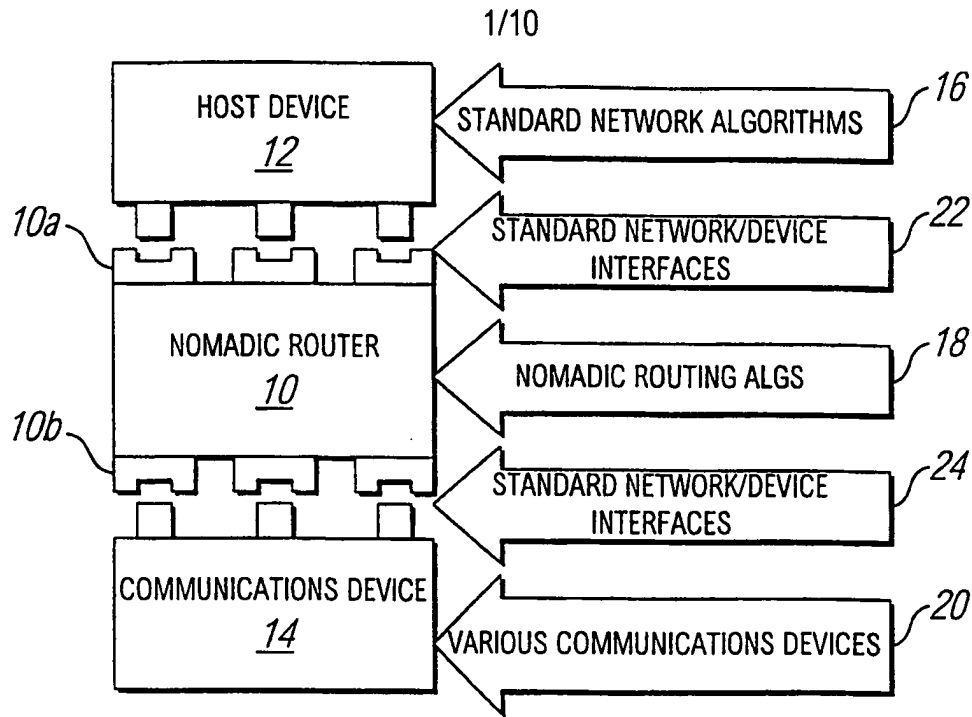 1/10
HOST DEVICE
12
STANDARD NETWORK ALGORITHMS
16
10a
STANDARD NETWORK/DEVICE
INTERFACES
22
NOMADIC ROUTER
10
NOMADIC ROUTING ALGS
18
10b
STANDARD NETWORK/DEVICE
INTERFACES
24
COMMUNICATIONS DEVICE
14
VARIOUS COMMUNICATIONS DEVICES
20